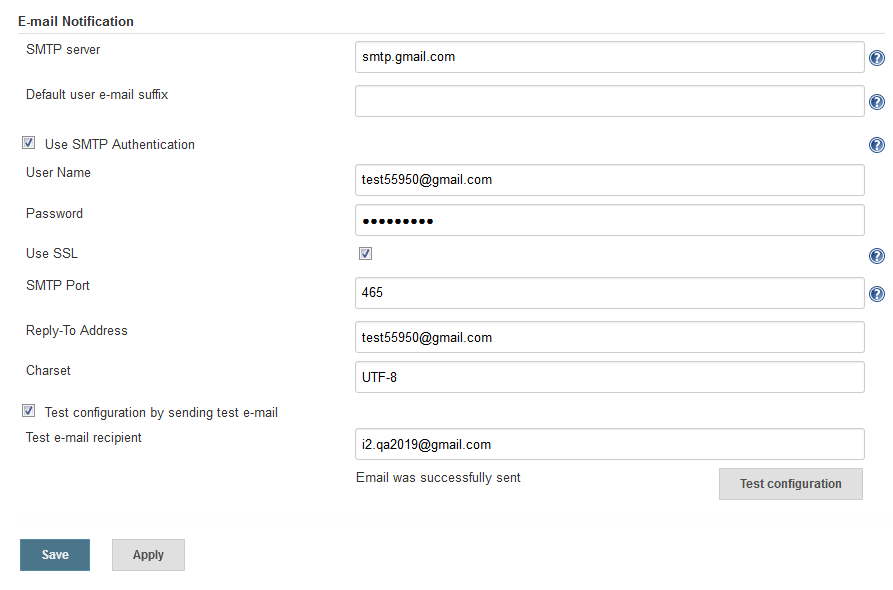 E-mail Notification
SMTP server
smtp.gmail.com
Default user e-mail suffix
Use SMTP Authentication
User Name
test55950@gmail.com
Password
•••••••••
Use SSL
SMTP Port
465
Reply-To Address
test55950@gmail.com
Charset
UTF-8
Test configuration by sending test e-mail
Test e-mail recipient
i2.qa2019@gmail.com
Email was successfully sent
Test configuration
Save
Apply